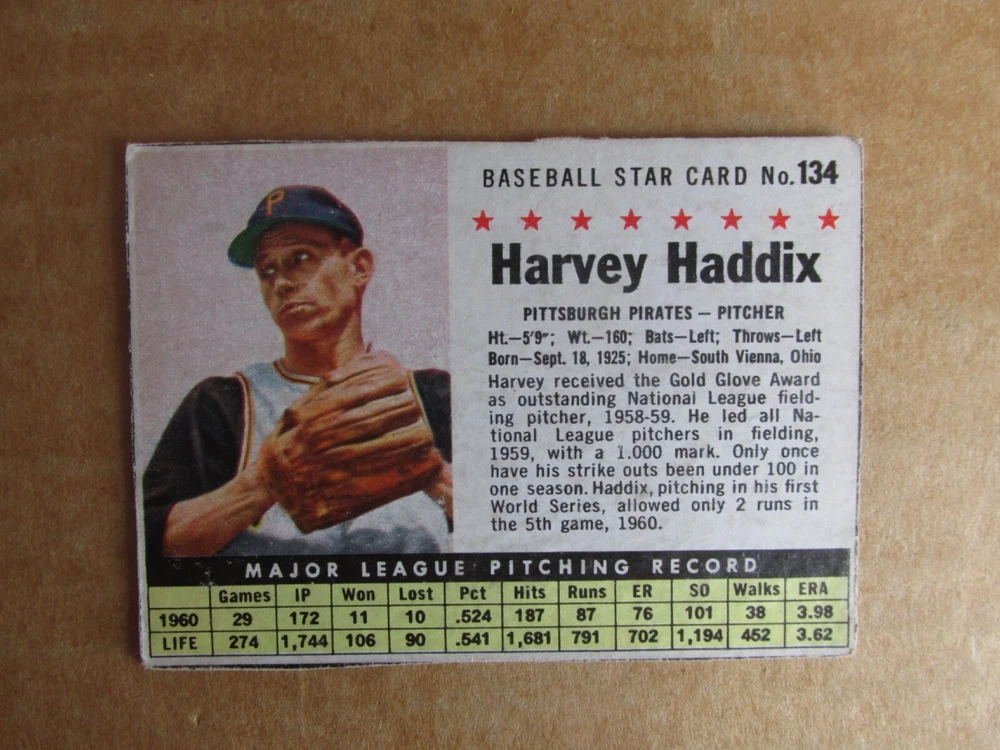 P
BASEBALL STAR CARD No. 134
Harvey Haddix
PITTSBURGH PIRATES — PITCHER
Ht.—5'9"; Wt.—160; Bats—Left; Throws—Left
Born—Sept. 18, 1925; Home—South Vienna, Ohio
Harvey received the Gold Glove Award
as outstanding National League field-
ing pitcher, 1958-59. He led all Na-
tional League pitchers in fielding,
1959, with a 1.000 mark. Only once
have his strike outs been under 100 in
one season. Haddix, pitching in his first
World Series, allowed only 2 runs in
the 5th game, 1960.
MAJOR LEAGUE PITCHING RECORD
Games IP Won Lost Pct Hits Runs ER SO Walks ERA
1960 29 172 11 10 .524 187 87 76 101 38 3.98
LIFE 274 1,744 106 90 .541 1,681 791 702 1,194 452 3.62